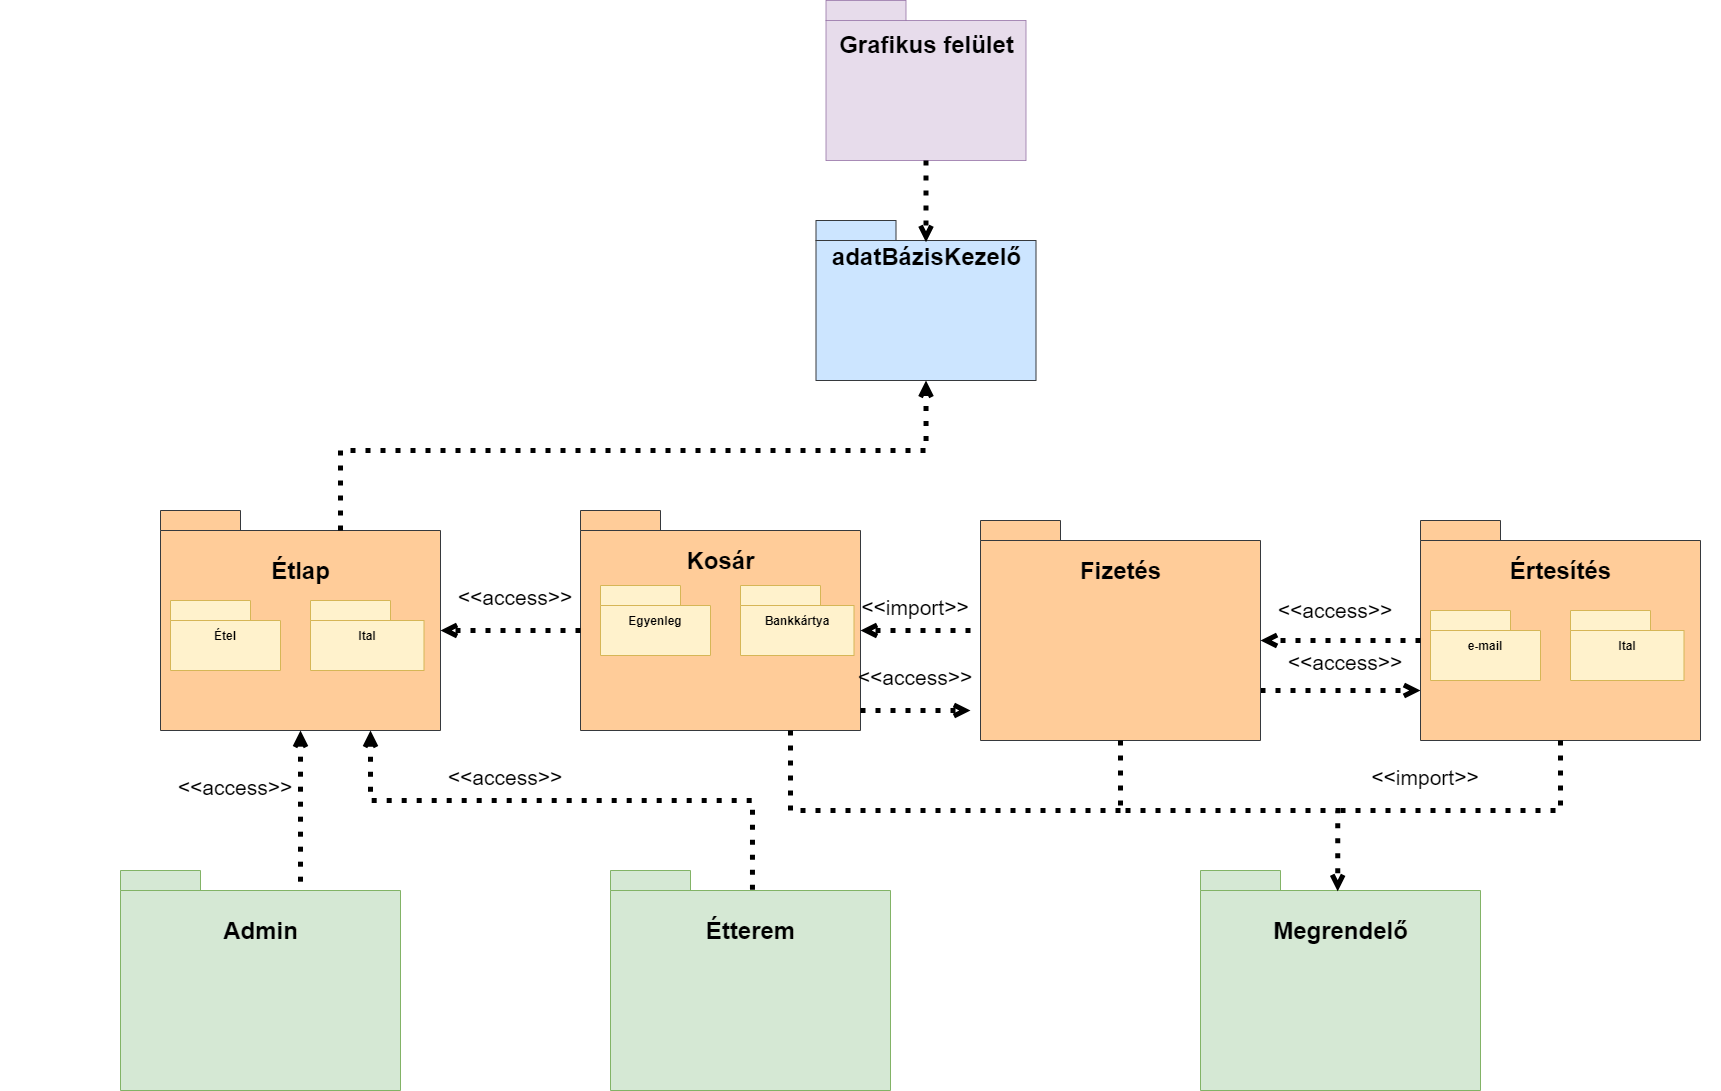 Grafikus felület
adatBázisKezelő
Étlap
Étel
Ital
<<access>>
Kosár
Egyenleg
Bankkártya
<<import>>
<<access>>
Fizetés
<<access>>
<<access>>
Értesítés
e-mail
Ital
<<access>>
<<access>>
<<import>>
Admin
Étterem
Megrendelő